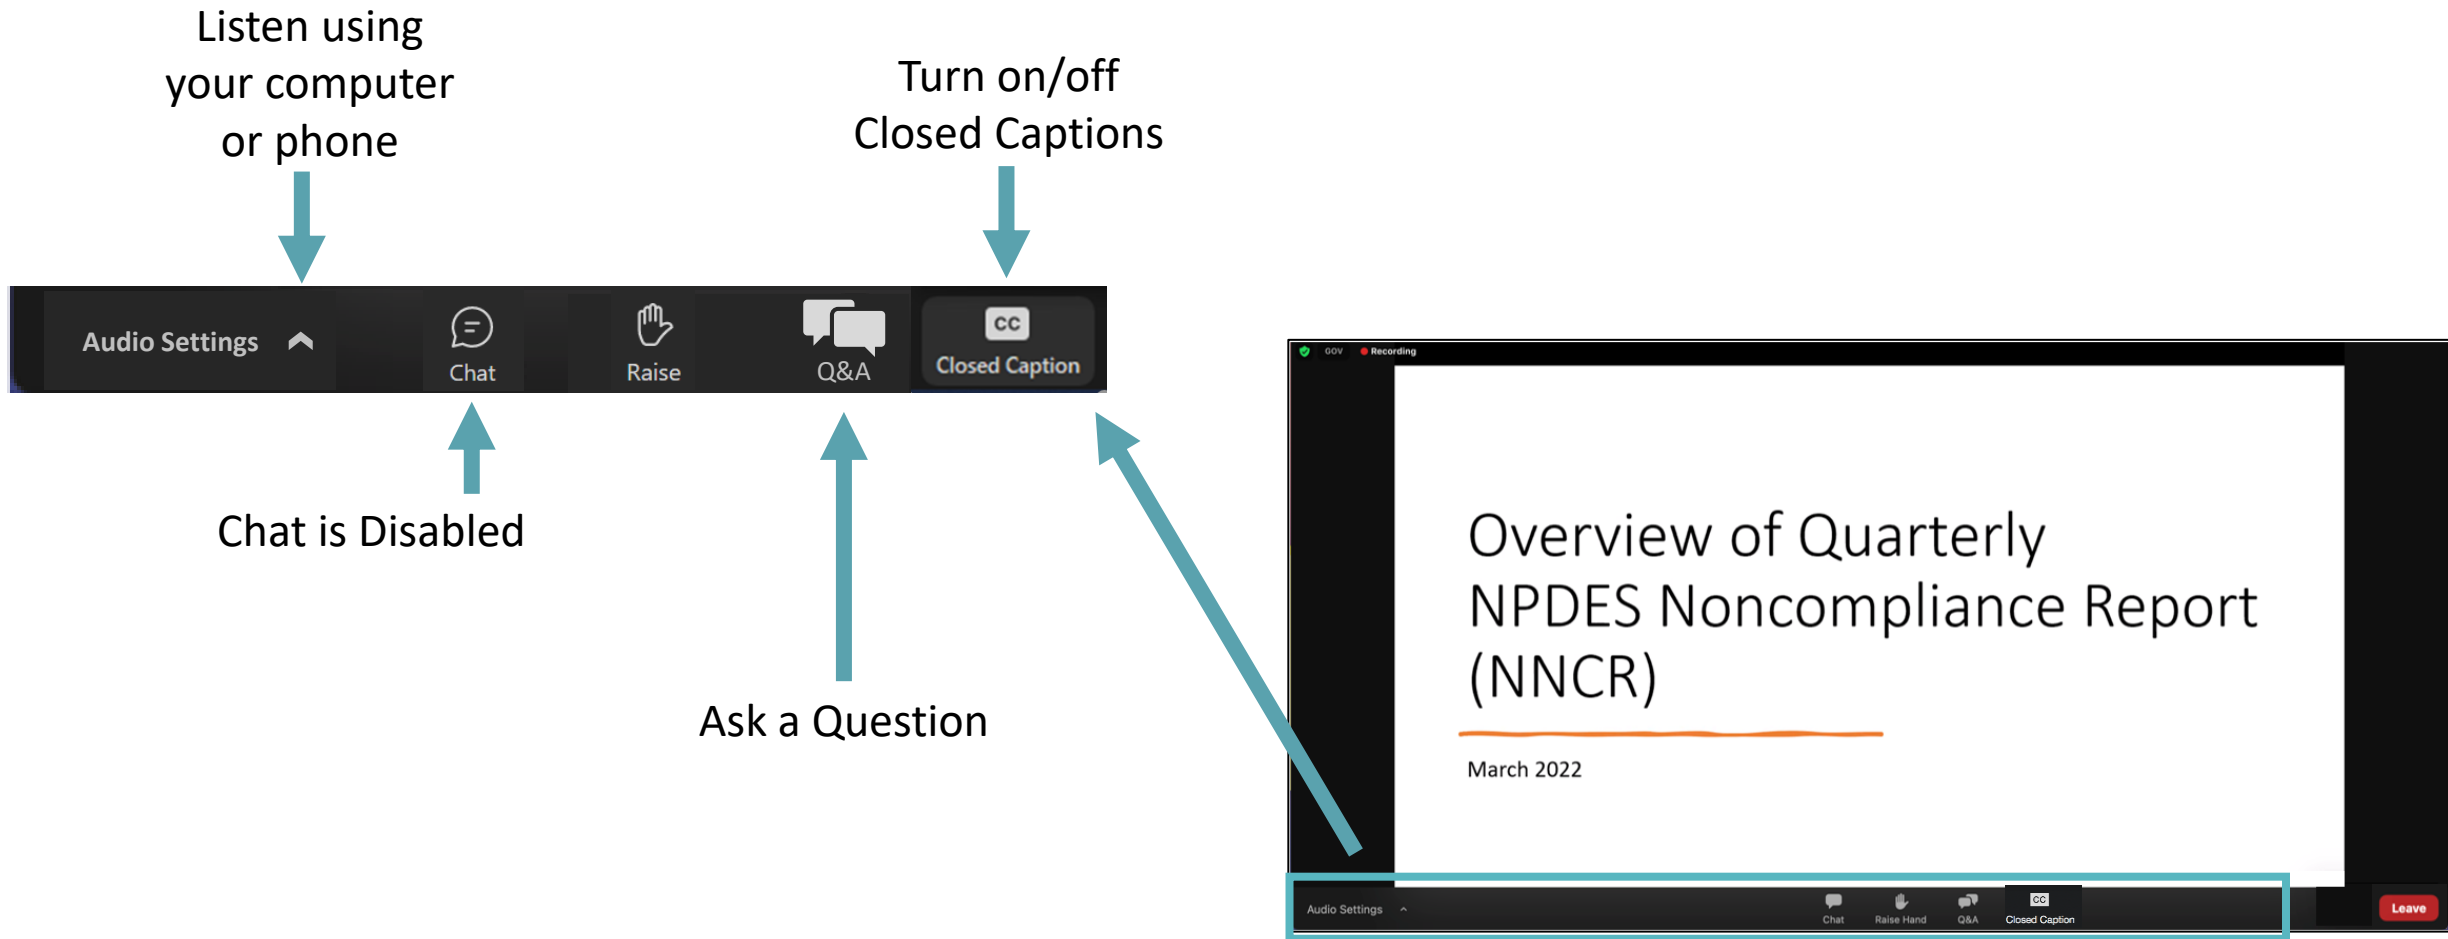 Listen using
your computer
or phone
Turn on/off
Closed Captions
Audio Settings
Chat
Raise
Q&A
CC
Closed Caption
Chat is Disabled
Ask a Question
GOV
Recording
Overview of Quarterly
NPDES Noncompliance Report
(NNCR)
March 2022
Audio Settings
Chat
Raise Hand
Q&A
CC
Closed Caption
Leave